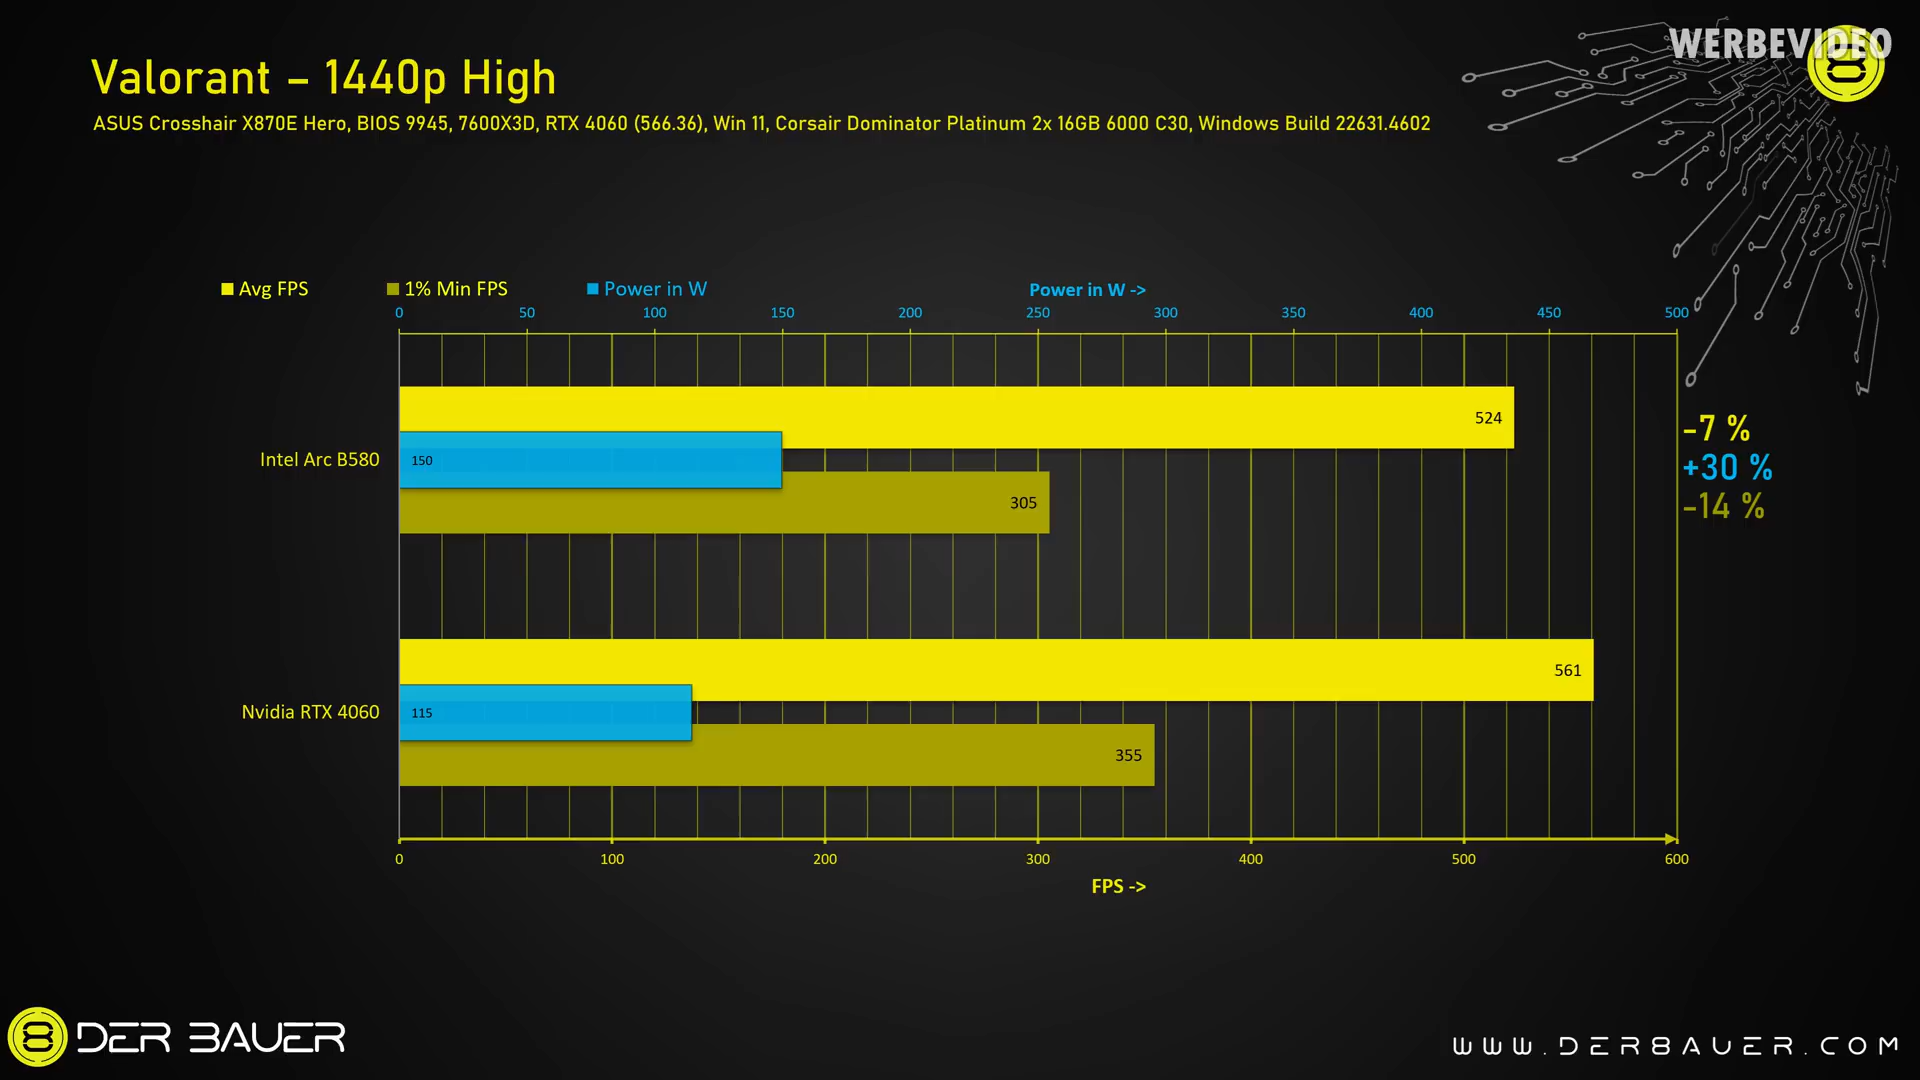 WERBEVIDEO
Valorant – 1440p High
ASUS Crosshair X870E Hero, BIOS 9945, 7600X3D, RTX 4060 (566.36), Win 11, Corsair Dominator Platinum 2x 16GB 6000 C30, Windows Build 22631.4602
Avg FPS 1% Min FPS Power in W Power in W ->
0 50 100 150 200 250 300 350 400 450 500
524
-7 %
Intel Arc B580 150
+30 %
305
-14 %
561
Nvidia RTX 4060 115
355
0 100 200 300 400 500 600
FPS ->
DER BAUER
WWW.DER8AUER.COM